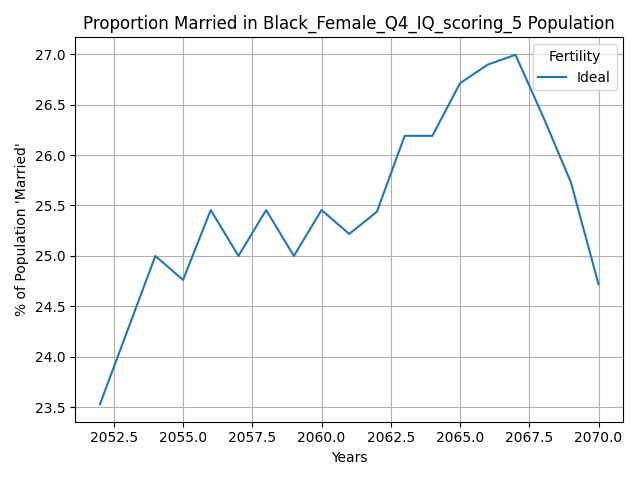 Proportion Married in Black_Female_Q4_IQ_scoring_5 Population
Fertility
Ideal
% of Population 'Married'
27.0
26.5
26.0
25.5
25.0
24.5
24.0
23.5
2052.5 2055.0 2057.5 2060.0 2062.5 2065.0 2067.5 2070.0
Years